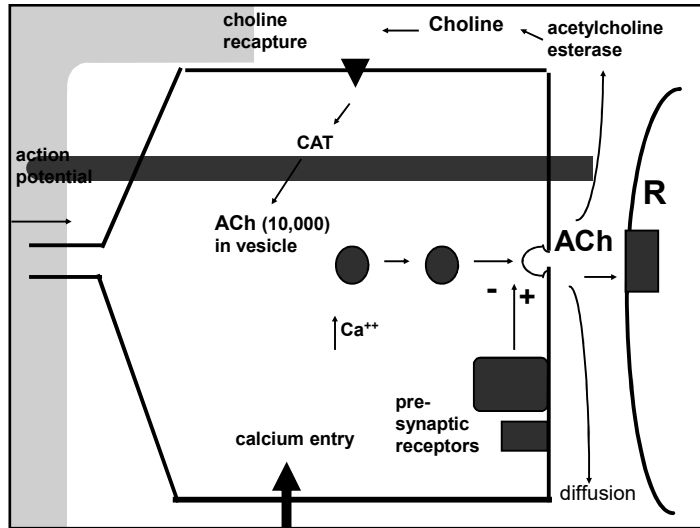 choline
recapture
Choline
acetylcholine
esterase
CAT
action
potential
ACh (10,000)
in vesicle
R
ACh
- +
Ca++
pre-
synaptic
receptors
calcium entry
diffusion